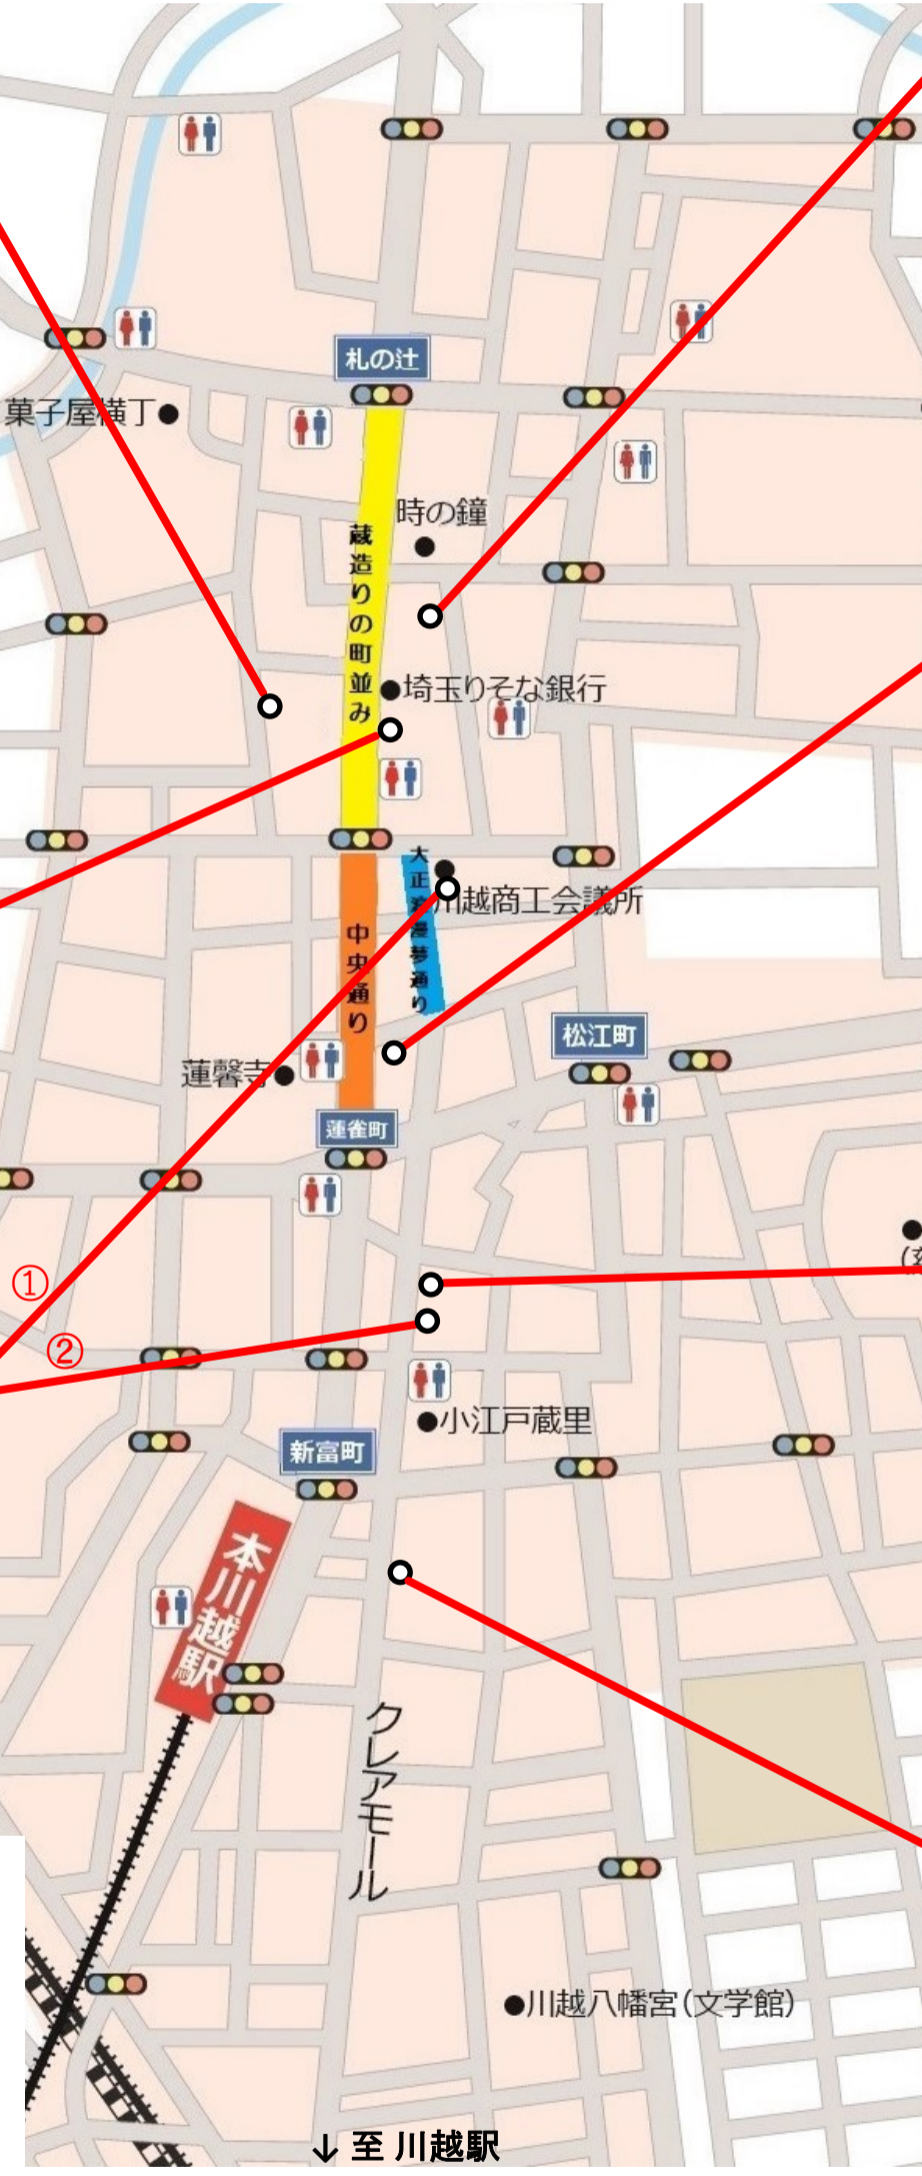 札の辻
菓子屋横丁
時の鐘
蔵造りの町並み
埼玉りそな銀行
大正浪漫夢通り
川越商工会議所
中央通り
松江町
蓮馨寺
蓮雀町
①
②
小江戸蔵里
新富町
本川越駅
クレアモール
川越八幡宮(文学館)
↓ 至 川越駅